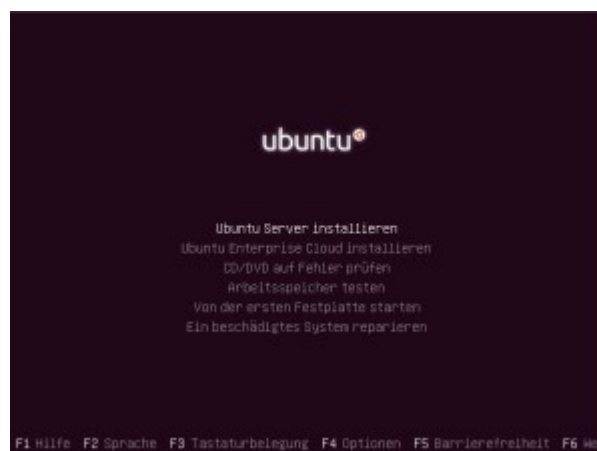 ubuntu
Ubuntu Server installieren
Ubuntu Enterprise Cloud installieren
CD/DVD auf Fehler prüfen
Arbeitsspeicher testen
Von der ersten Festplatte starten
Ein beschädigtes System reparieren
F1 Hilfe F2 Sprache F3 Tastaturbelegung F4 Optionen F5 Barrierefreiheit F6 We